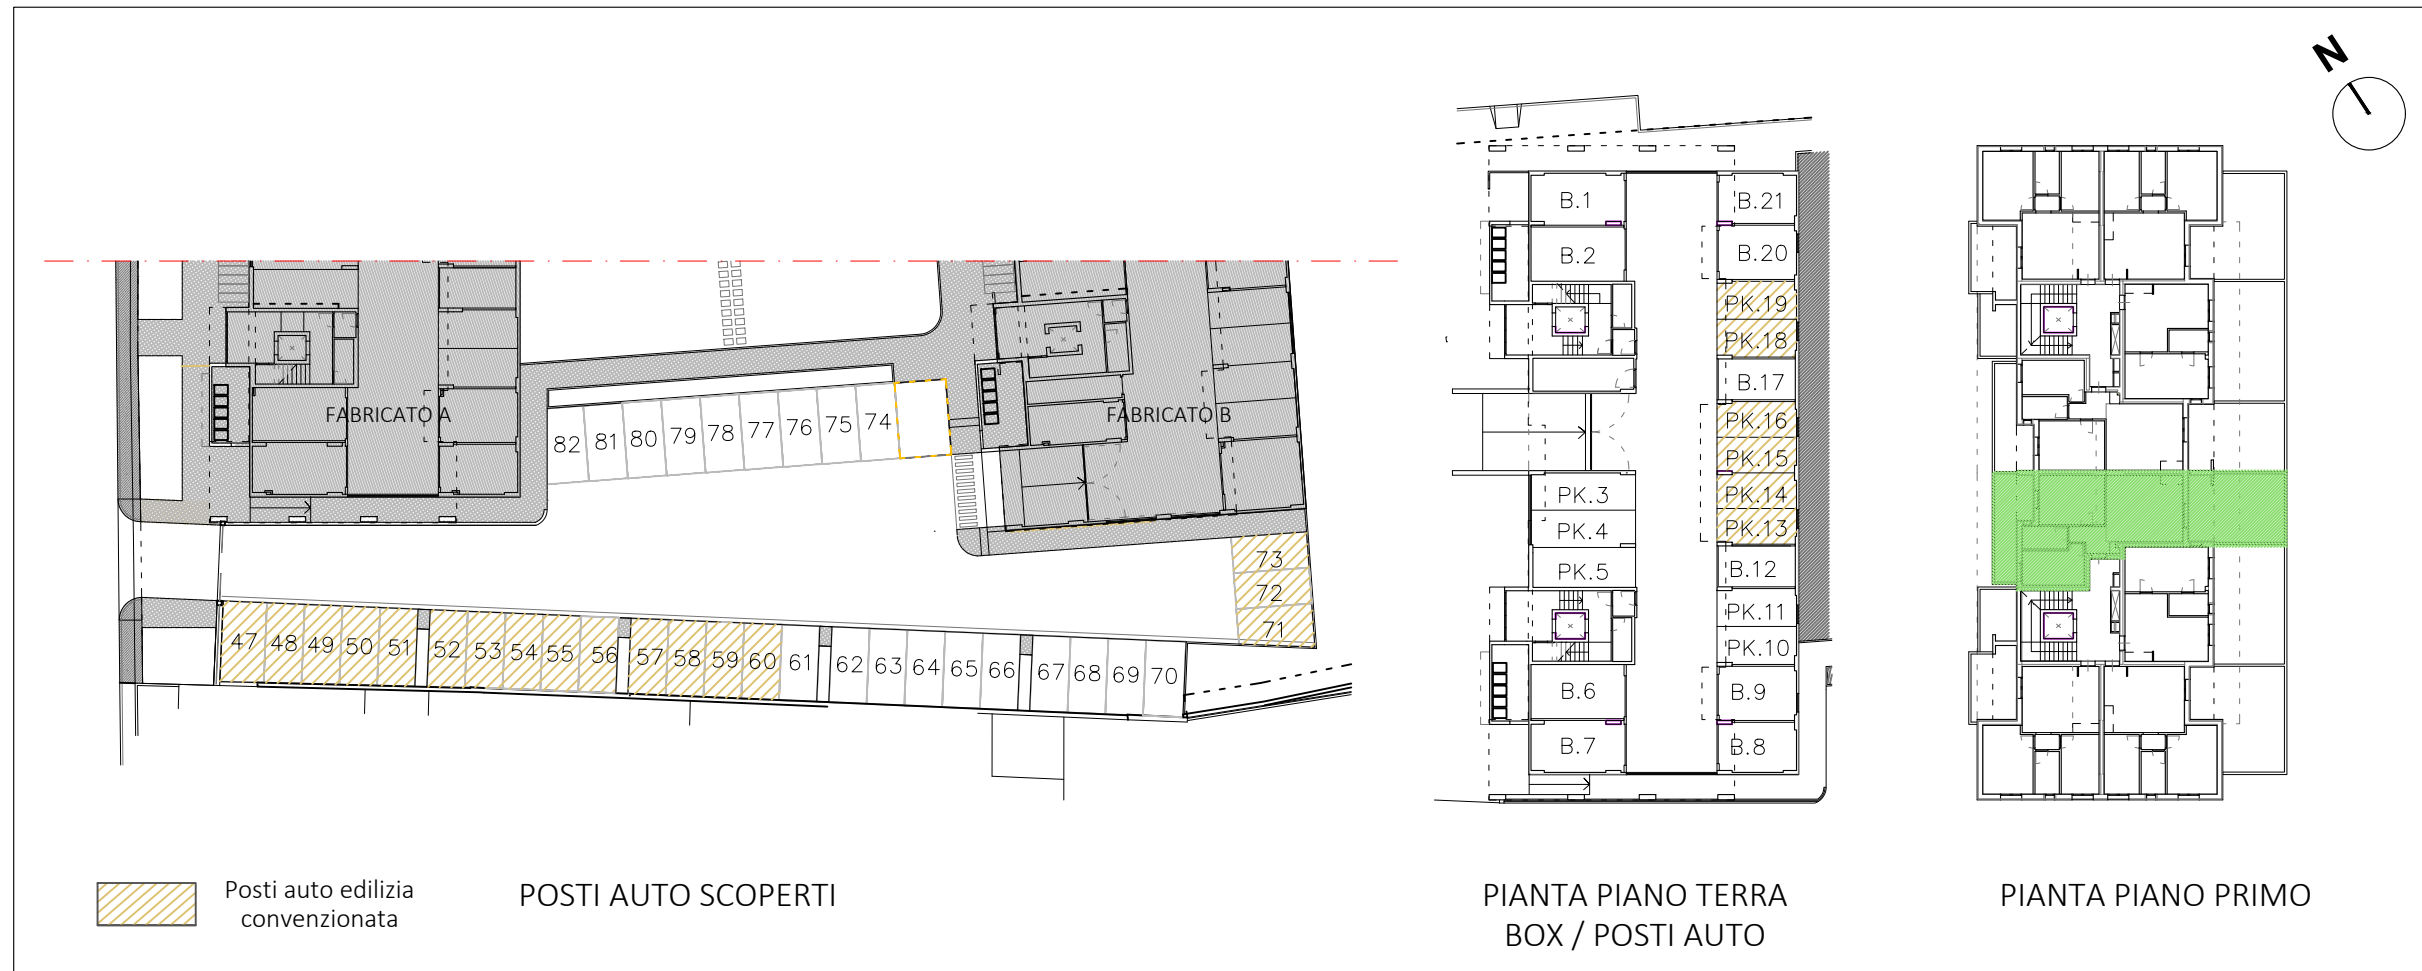 N
B.1
B.21
B.2
B.20
PK.19
PK.18
B.17
PK.16
PK.15
PK.3
PK.14
PK.4
PK.13
PK.5
B.12
PK.11
PK.10
B.6
B.9
B.7
B.8
FABRICATO A
FABRICATO B
82 81 80 79 78 77 76 75 74
73
72
71
47 48 49 50 51 52 53 54 55 56 57 58 59 60 61 62 63 64 65 66 67 68 69 70
Posti auto edilizia
convenzionata
POSTI AUTO SCOPERTI
PIANTA PIANO TERRA
BOX / POSTI AUTO
PIANTA PIANO PRIMO